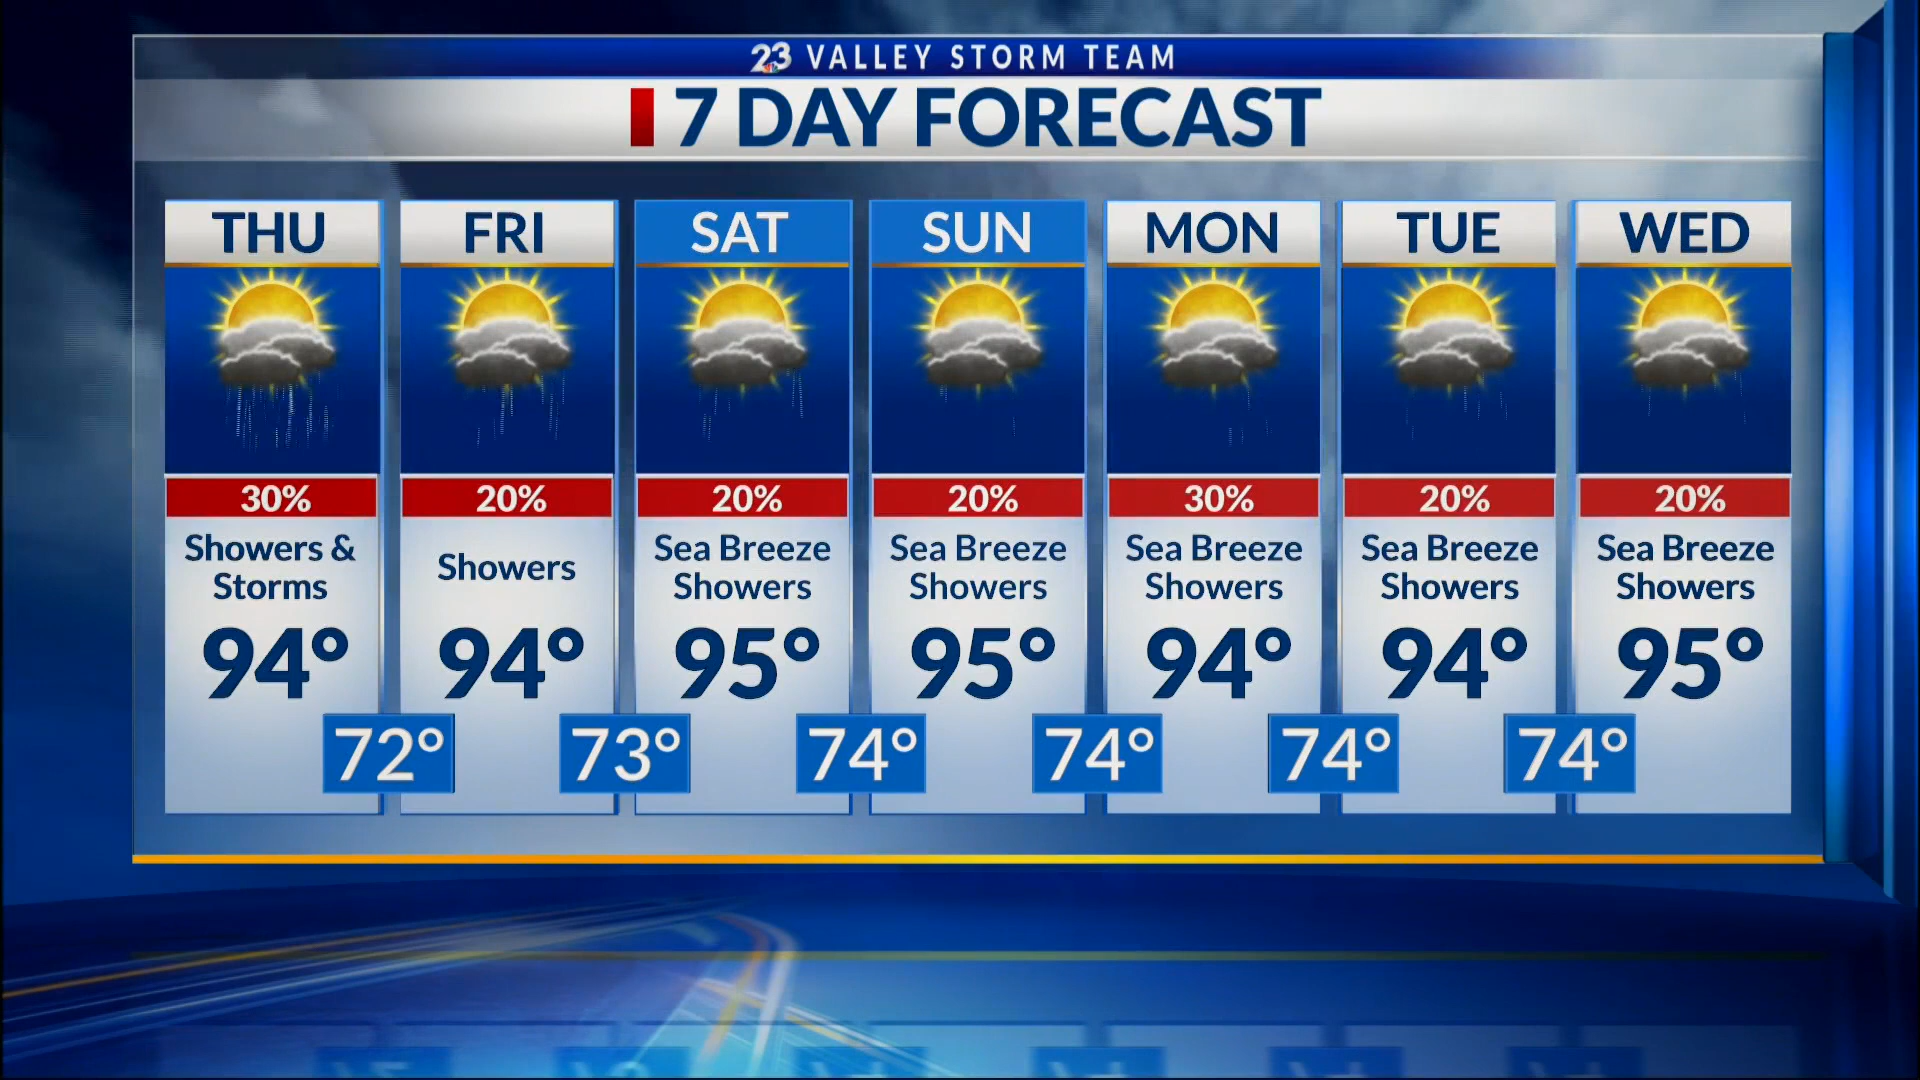 23 VALLEY STORM TEAM
7 DAY FORECAST
THU
30%
Showers &
Storms
94°
72°
FRI
20%
Showers
94°
73°
SAT
20%
Sea Breeze
Showers
95°
74°
SUN
20%
Sea Breeze
Showers
95°
74°
MON
30%
Sea Breeze
Showers
94°
74°
TUE
20%
Sea Breeze
Showers
94°
74°
WED
20%
Sea Breeze
Showers
95°